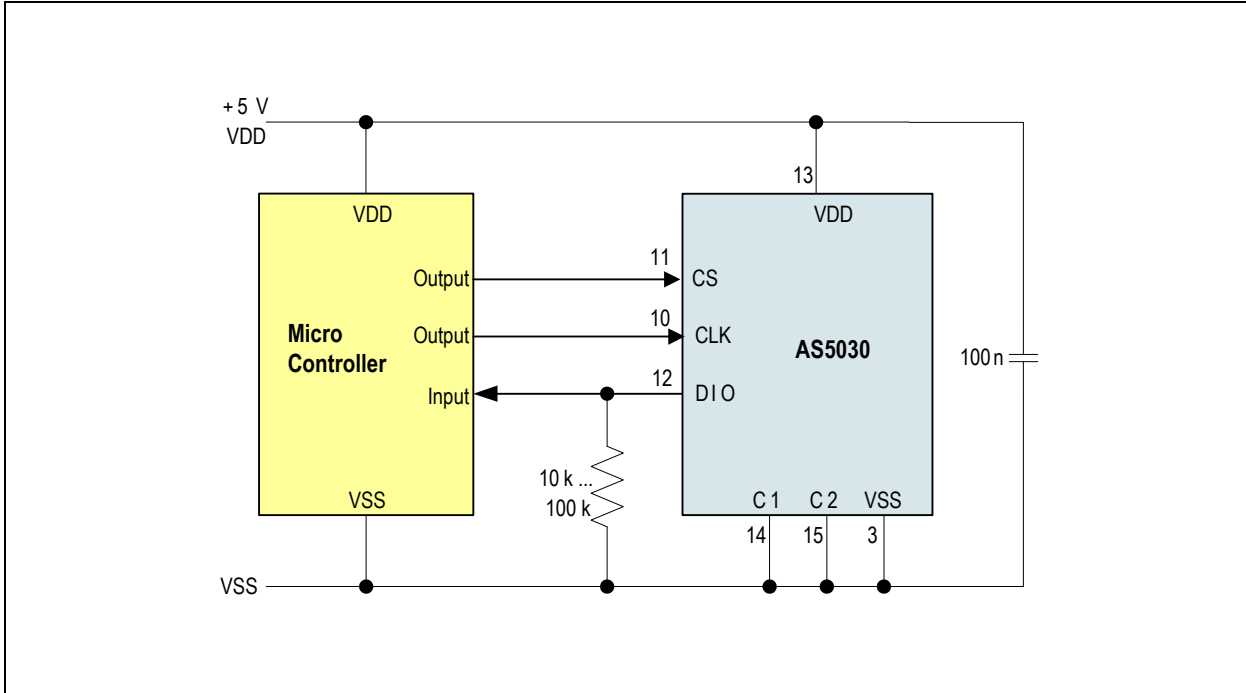 +5 V
VDD
13
VDD
VDD
11
Output
CS
10
Output
CLK
Micro
Controller
AS5030
100n
12
Input
DIO
10 k ...
100 k
VSS
C1
C2
VSS
14
15
3
VSS